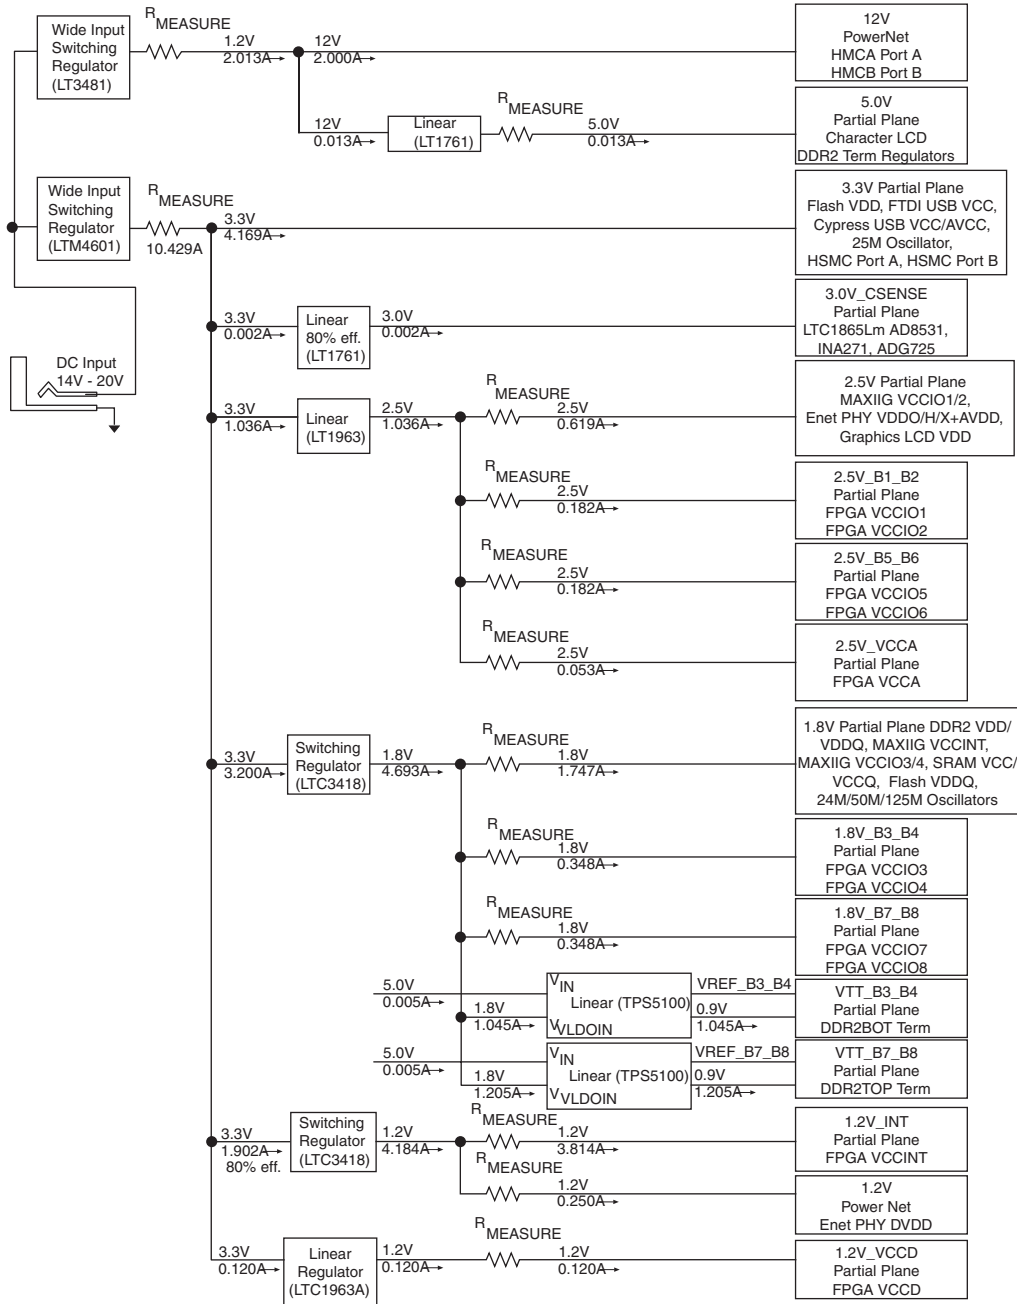 R
MEASURE
Wide Input
Switching
Regulator
(LT3481)
1.2V
2.013A
12V
2.000A
12V
PowerNet
HMCA Port A
HMCB Port B
12V
0.013A
Linear
(LT1761)
R
MEASURE
5.0V
0.013A
5.0V
Partial Plane
Character LCD
DDR2 Term Regulators
Wide Input
Switching
Regulator
(LTM4601)
R
MEASURE
10.429A
3.3V
4.169A
3.3V Partial Plane
Flash VDD, FTDI USB VCC,
Cypress USB VCC/AVCC,
25M Oscillator,
HSMC Port A, HSMC Port B
3.3V
0.002A
Linear
80% eff.
(LT1761)
3.0V
0.002A
3.0V_CSENSE
Partial Plane
LTC1865Lm AD8531,
INA271, ADG725
DC Input
14V - 20V
3.3V
1.036A
Linear
(LT1963)
2.5V
1.036A
R
MEASURE
2.5V
0.619A
2.5V Partial Plane
MAXIIG VCCIO1/2,
Enet PHY VDDO/H/X+AVDD,
Graphics LCD VDD
R
MEASURE
2.5V
0.182A
2.5V_B1_B2
Partial Plane
FPGA VCCIO1
FPGA VCCIO2
R
MEASURE
2.5V
0.182A
2.5V_B5_B6
Partial Plane
FPGA VCCIO5
FPGA VCCIO6
R
MEASURE
2.5V
0.053A
2.5V_VCCA
Partial Plane
FPGA VCCA
3.3V
3.200A
Switching
Regulator
(LTC3418)
1.8V
4.693A
R
MEASURE
1.8V
1.747A
1.8V Partial Plane DDR2 VDD/
VDDQ, MAXIIG VCCINT,
MAXIIG VCCIO3/4, SRAM VCC/
VCCQ, Flash VDDQ,
24M/50M/125M Oscillators
R
MEASURE
1.8V
0.348A
1.8V_B3_B4
Partial Plane
FPGA VCCIO3
FPGA VCCIO4
R
MEASURE
1.8V
0.348A
1.8V_B7_B8
Partial Plane
FPGA VCCIO7
FPGA VCCIO8
5.0V
0.005A
1.8V
1.045A
VIN
Linear (TPS5100)
VVLDOIN
VREF_B3_B4
0.9V
1.045A
VTT_B3_B4
Partial Plane
DDR2BOT Term
5.0V
0.005A
1.8V
1.205A
VIN
Linear (TPS5100)
VVLDOIN
VREF_B7_B8
0.9V
1.205A
VTT_B7_B8
Partial Plane
DDR2TOP Term
3.3V
1.902A
80% eff.
Switching
Regulator
(LTC3418)
1.2V
4.184A
R
MEASURE
1.2V
3.814A
1.2V_INT
Partial Plane
FPGA VCCINT
R
MEASURE
1.2V
0.250A
1.2V
Power Net
Enet PHY DVDD
3.3V
0.120A
Linear
Regulator
(LTC1963A)
1.2V
0.120A
R
MEASURE
1.2V
0.120A
1.2V_VCCD
Partial Plane
FPGA VCCD